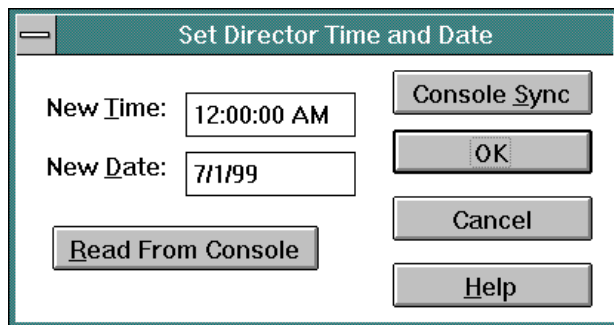 Set Director Time and Date
New Time: 12:00:00 AM
Console Sync
New Date: 7/1/99
OK
Cancel
Read From Console
Help